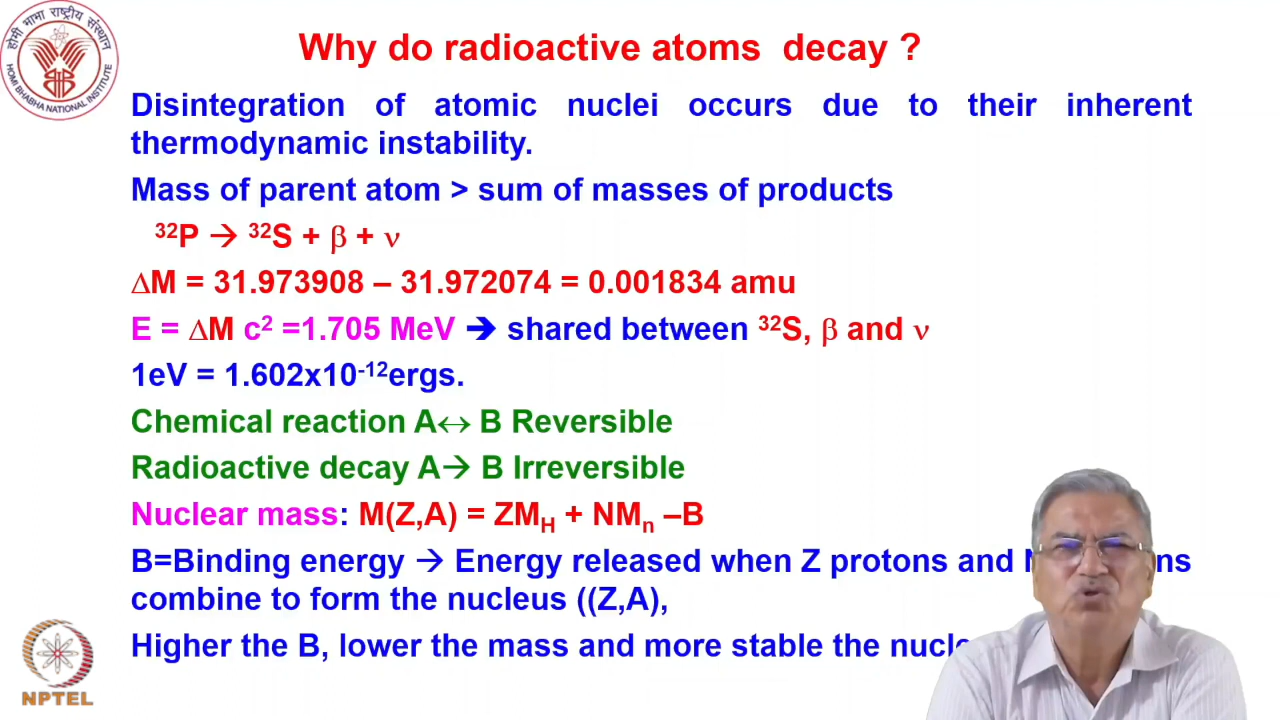 होमी भाभा राष्ट्रीय संस्थान
HOMI BHABHA NATIONAL INSTITUTE
Why do radioactive atoms decay ?
Disintegration of atomic nuclei occurs due to their inherent
thermodynamic instability.
Mass of parent atom > sum of masses of products
³²P → ³²S + β + ν
ΔM = 31.973908 – 31.972074 = 0.001834 amu
E = ΔM c² =1.705 MeV ➔ shared between ³²S, β and ν
1eV = 1.602x10⁻¹²ergs.
Chemical reaction A↔ B Reversible
Radioactive decay A→ B Irreversible
Nuclear mass: M(Z,A) = ZM_H + NM_n –B
B=Binding energy → Energy released when Z protons and
combine to form the nucleus ((Z,A),
Higher the B, lower the mass and more stable the
NPTEL